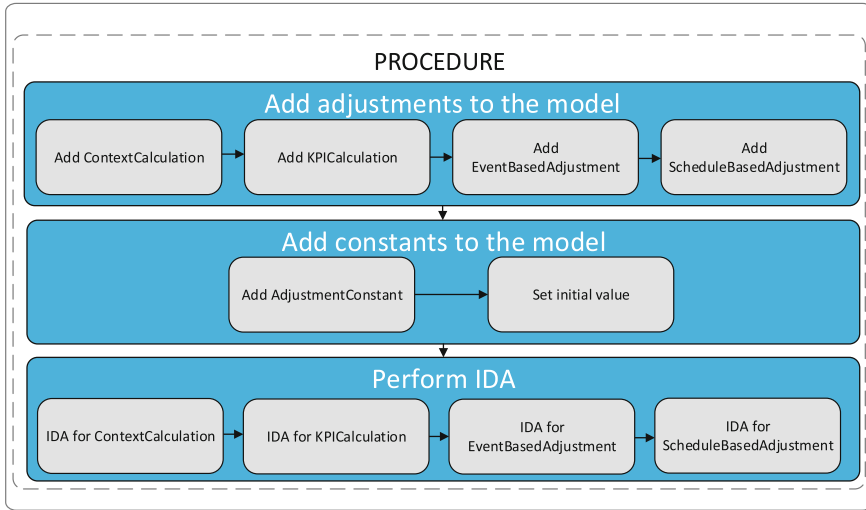 PROCEDURE
Add adjustments to the model
Add ContextCalculation
Add KPICalculation
Add
EventBasedAdjustment
Add
ScheduleBasedAdjustment
Add constants to the model
Add AdjustmentConstant
Set initial value
Perform IDA
IDA for ContextCalculation
IDA for KPICalculation
IDA for
EventBasedAdjustment
IDA for
ScheduleBasedAdjustment